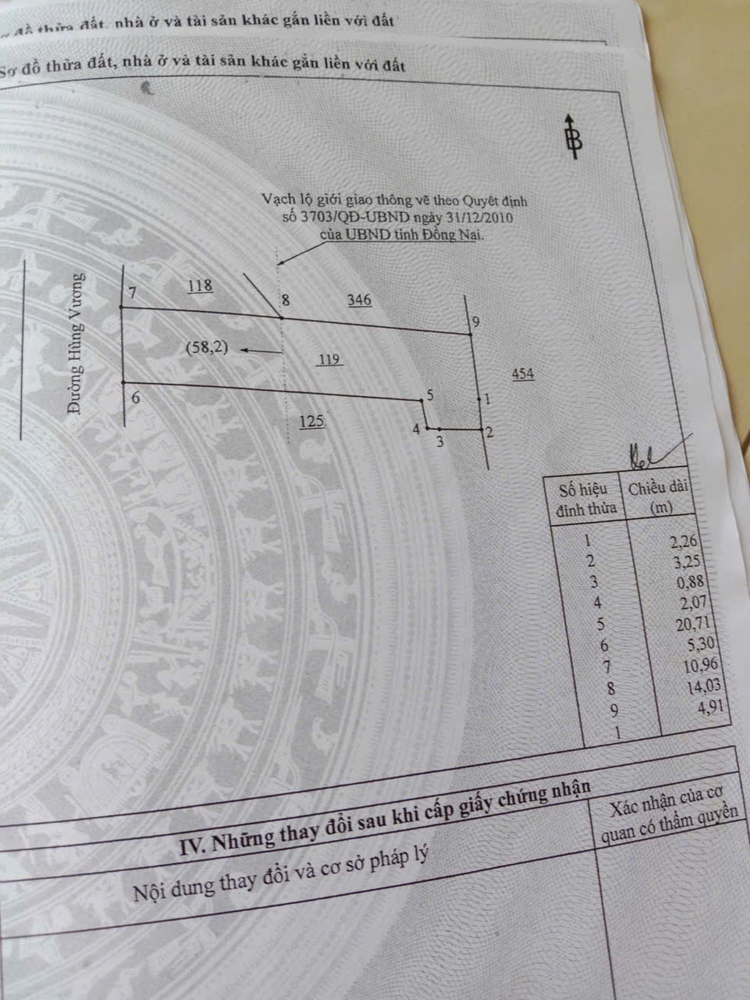 đồ thửa đất, nhà ở và tài sản khác gắn liền với đất
Sơ đồ thửa đất, nhà ở và tài sản khác gắn liền với đất
B
Vạch lộ giới giao thông vẽ theo Quyết định
số 3703/QĐ-UBND ngày 31/12/2010
của UBND tỉnh Đồng Nai.
Đường Hùng Vương
7
118
8
346
9
(58,2)
119
454
6
125
5
1
4
3
2
Số hiệu đỉnh thửa
Chiều dài (m)
1
2,26
2
3,25
3
0,88
4
2,07
5
20,71
6
5,30
7
10,96
8
14,03
9
4,91
1
IV. Những thay đổi sau khi cấp giấy chứng nhận
Nội dung thay đổi và cơ sở pháp lý
Xác nhận của cơ
quan có thẩm quyền